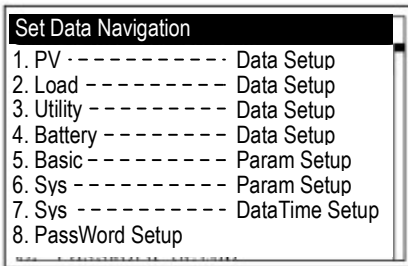 Set Data Navigation
1. PV - - - - - - - - - - - Data Setup
2. Load - - - - - - - - - Data Setup
3. Utility - - - - - - - - - Data Setup
4. Battery - - - - - - - - Data Setup
5. Basic - - - - - - - - - Param Setup
6. Sys - - - - - - - - - - Param Setup
7. Sys - - - - - - - - - - DataTime Setup
8. PassWord Setup